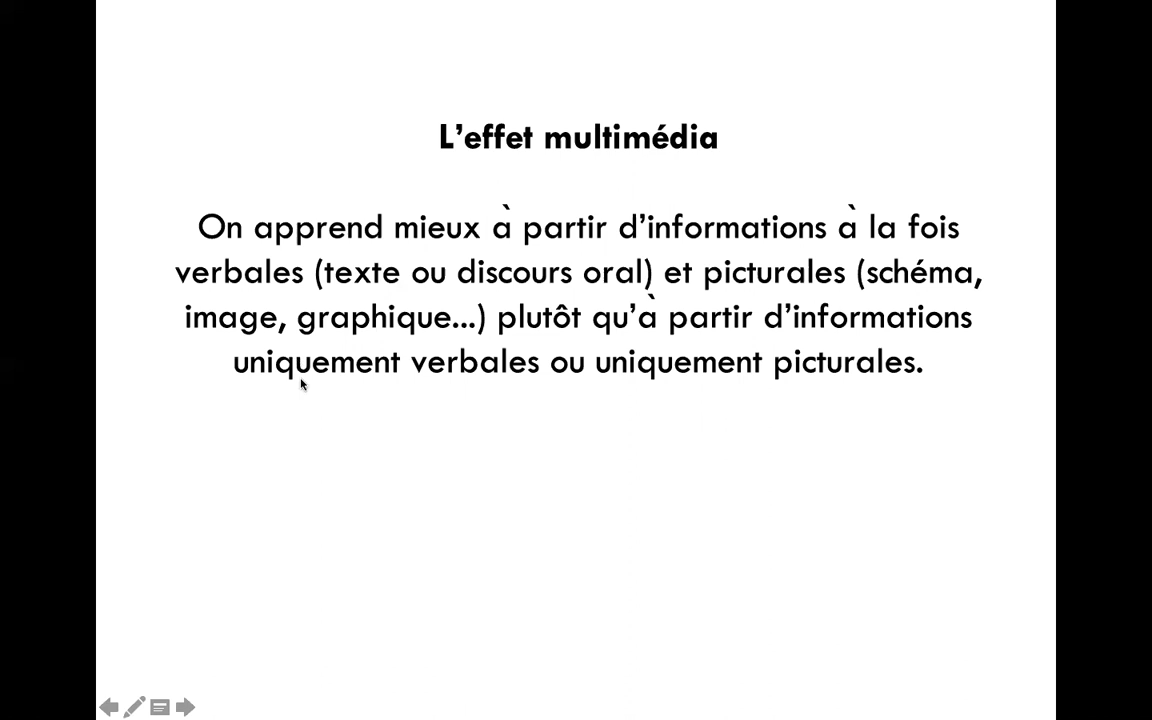 L’effet multimédia
On apprend mieux à partir d’informations à la fois
verbales (texte ou discours oral) et picturales (schéma,
image, graphique...) plutôt qu’à partir d’informations
uniquement verbales ou uniquement picturales.